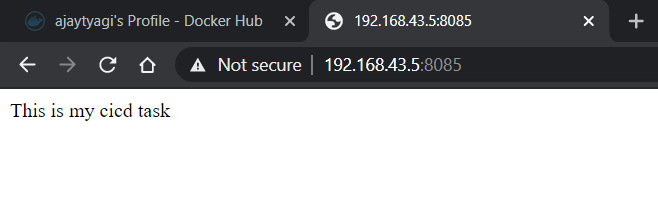 ajaytyagi's Profile - Docker Hub
192.168.43.5:8085
Not secure
192.168.43.5:8085
This is my cicd task